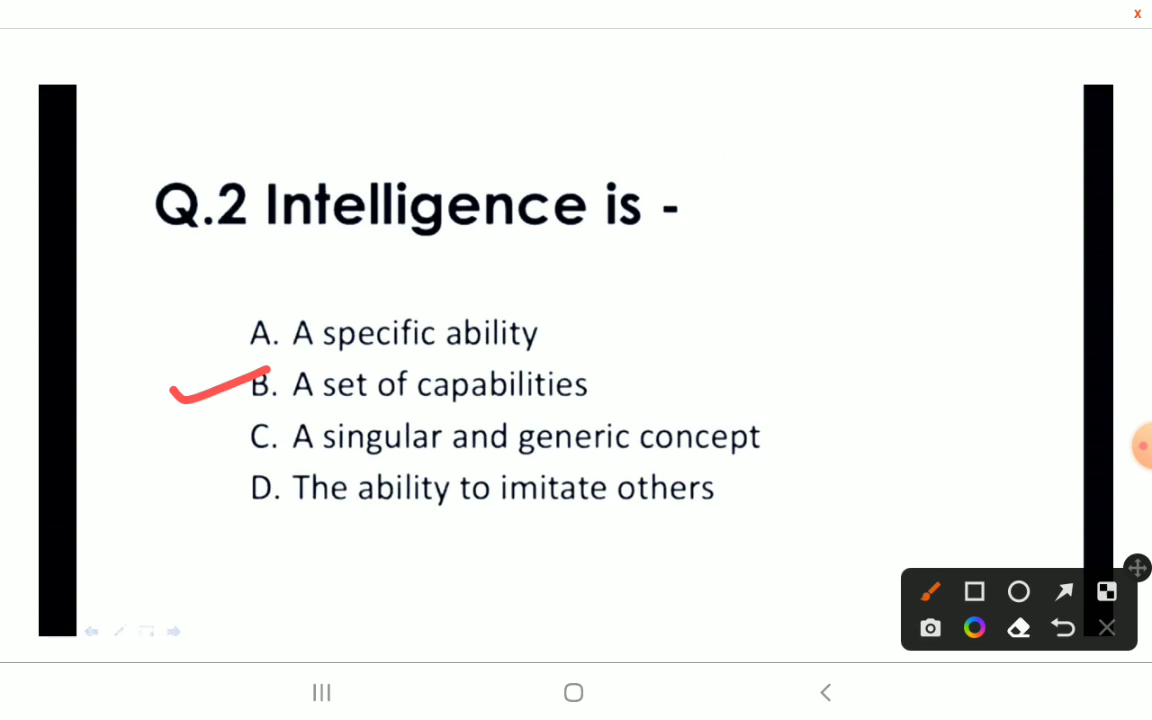 x
Q.2 Intelligence is -
A. A specific ability
B. A set of capabilities
C. A singular and generic concept
D. The ability to imitate others